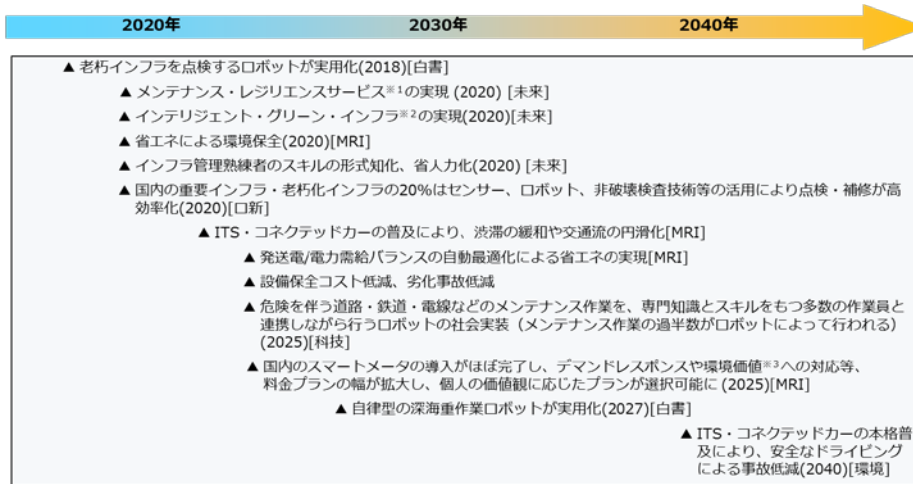 2020年 2030年 2040年
▲ 老朽インフラを点検するロボットが実用化(2018)[白書]
▲ メンテナンス・レジリエンスサービス※1の実現 (2020) [未来]
▲ インテリジェント・グリーン・インフラ※2の実現(2020)[未来]
▲ 省エネによる環境保全(2020)[MRI]
▲ インフラ管理熟練者のスキルの形式知化、省人力化(2020) [未来]
▲ 国内の重要インフラ・老朽化インフラの20%はセンサー、ロボット、非破壊検査技術等の活用により点検・補修が高
効率化(2020)[ロ新]
▲ ITS・コネクテッドカーの普及により、渋滞の緩和や交通流の円滑化[MRI]
▲ 発送電/電力需給バランスの自動最適化による省エネの実現[MRI]
▲ 設備保全コスト低減、劣化事故低減
▲ 危険を伴う道路・鉄道・電線などのメンテナンス作業を、専門知識とスキルをもつ多数の作業員と
連携しながら行うロボットの社会実装（メンテナンス作業の過半数がロボットによって行われる）
(2025)[科技]
▲ 国内のスマートメータの導入がほぼ完了し、デマンドレスポンスや環境価値※3への対応等、
料金プランの幅が拡大し、個人の価値観に応じたプランが選択可能に (2025)[MRI]
▲ 自律型の深海重作業ロボットが実用化(2027)[白書]
▲ ITS・コネクテッドカーの本格普
及により、安全なドライビング
による事故低減(2040)[環境]